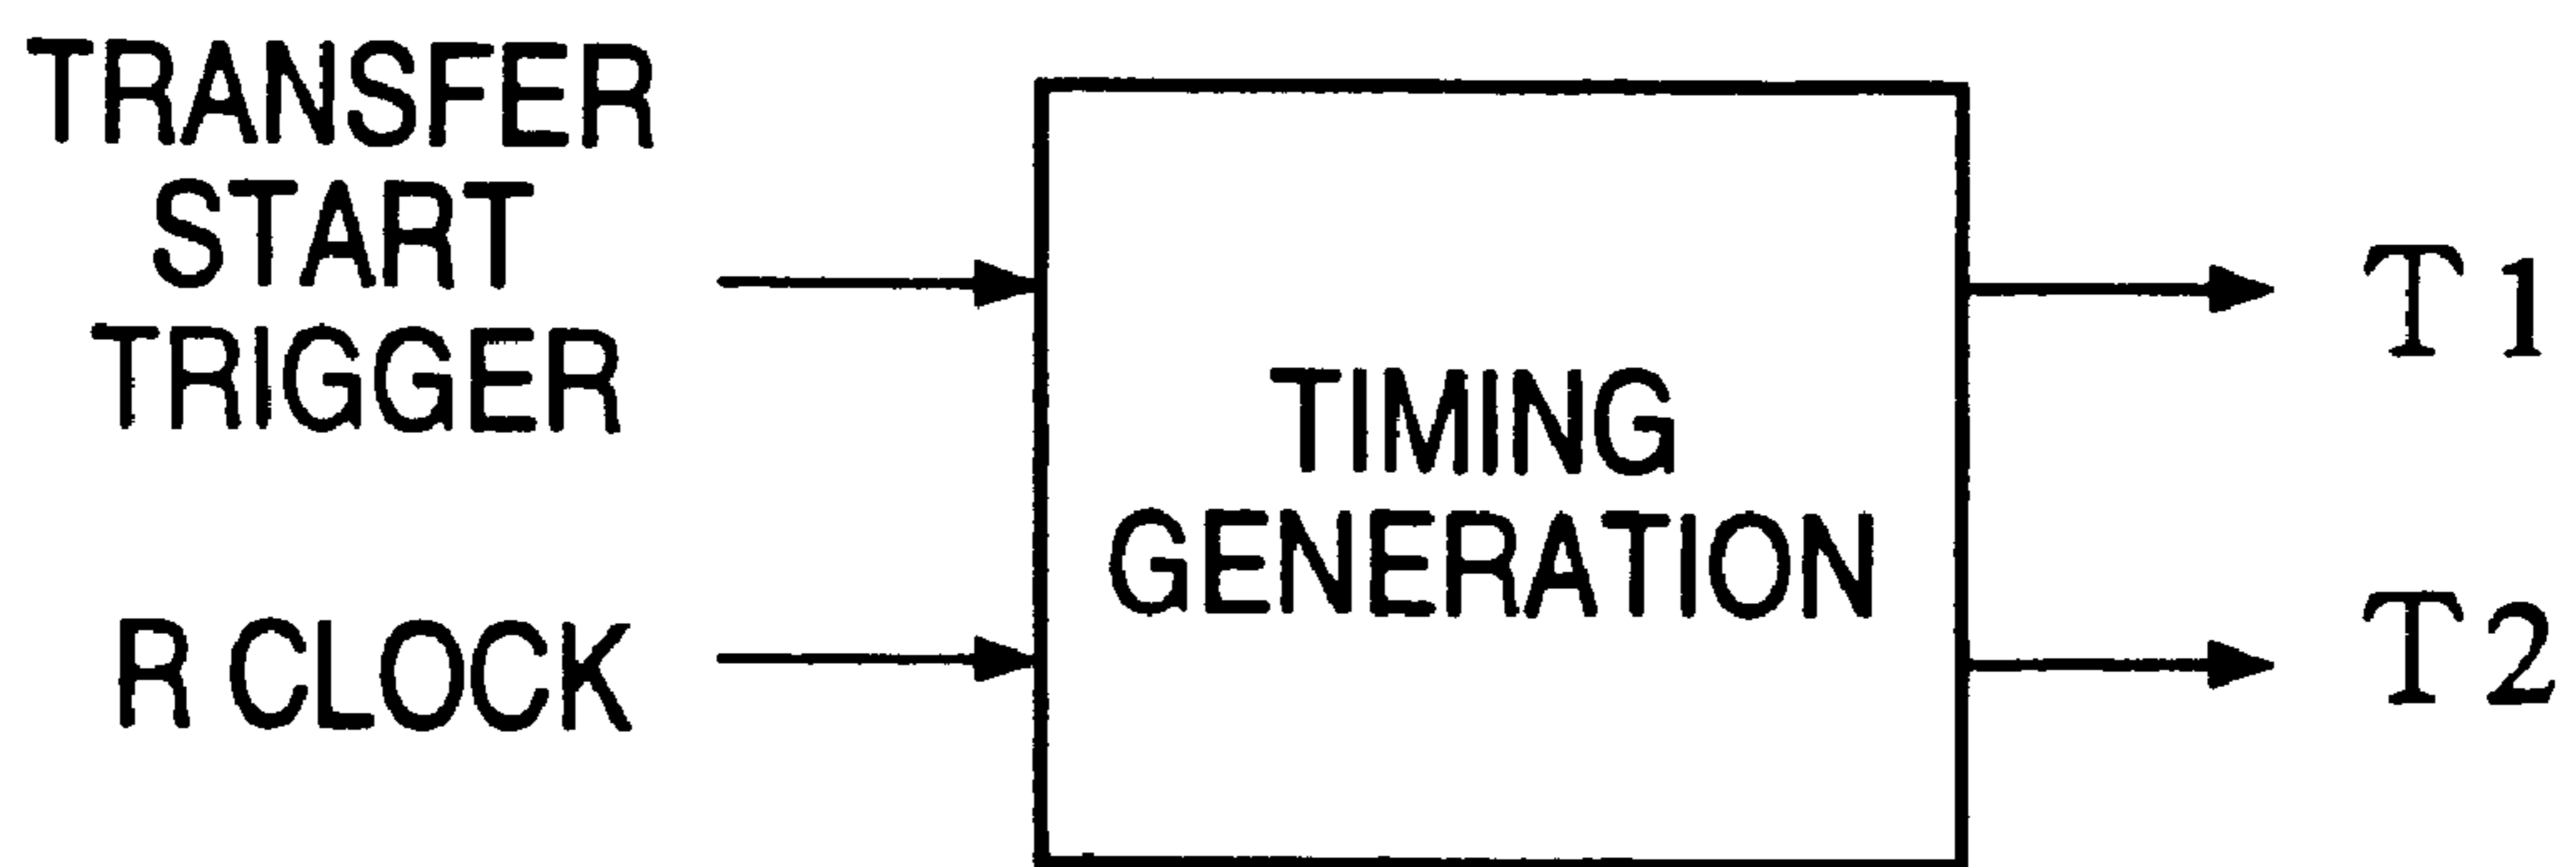 TRANSFER
START
TRIGGER
R CLOCK
TIMING
GENERATION
T1
T2